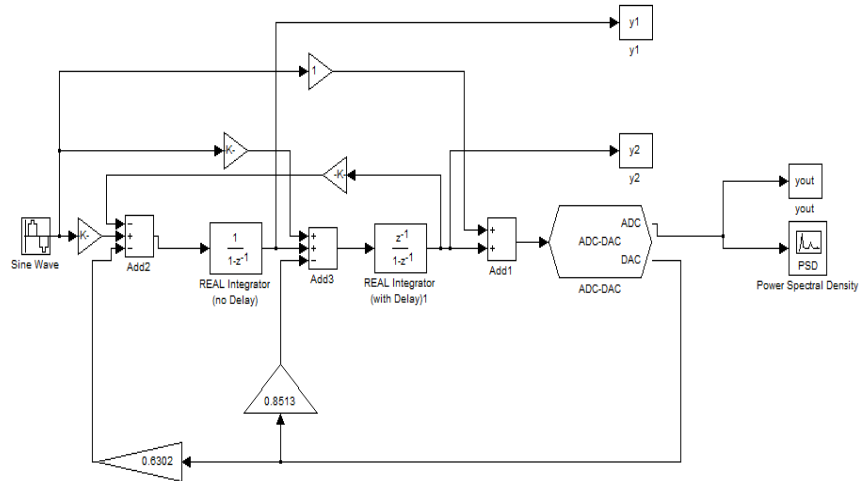 y1
y1
1
K-
-K-
y2
y2
yout
yout
ADC
ADC-DAC
DAC
ADC-DAC
PSD
Power Spectral Density
Sine Wave
K-
−
+
−
Add2
1
1-z⁻¹
REAL Integrator
(no Delay)
+
+
−
Add3
z⁻¹
1-z⁻¹
REAL Integrator
(with Delay)1
+
+
Add1
0.8513
0.6302